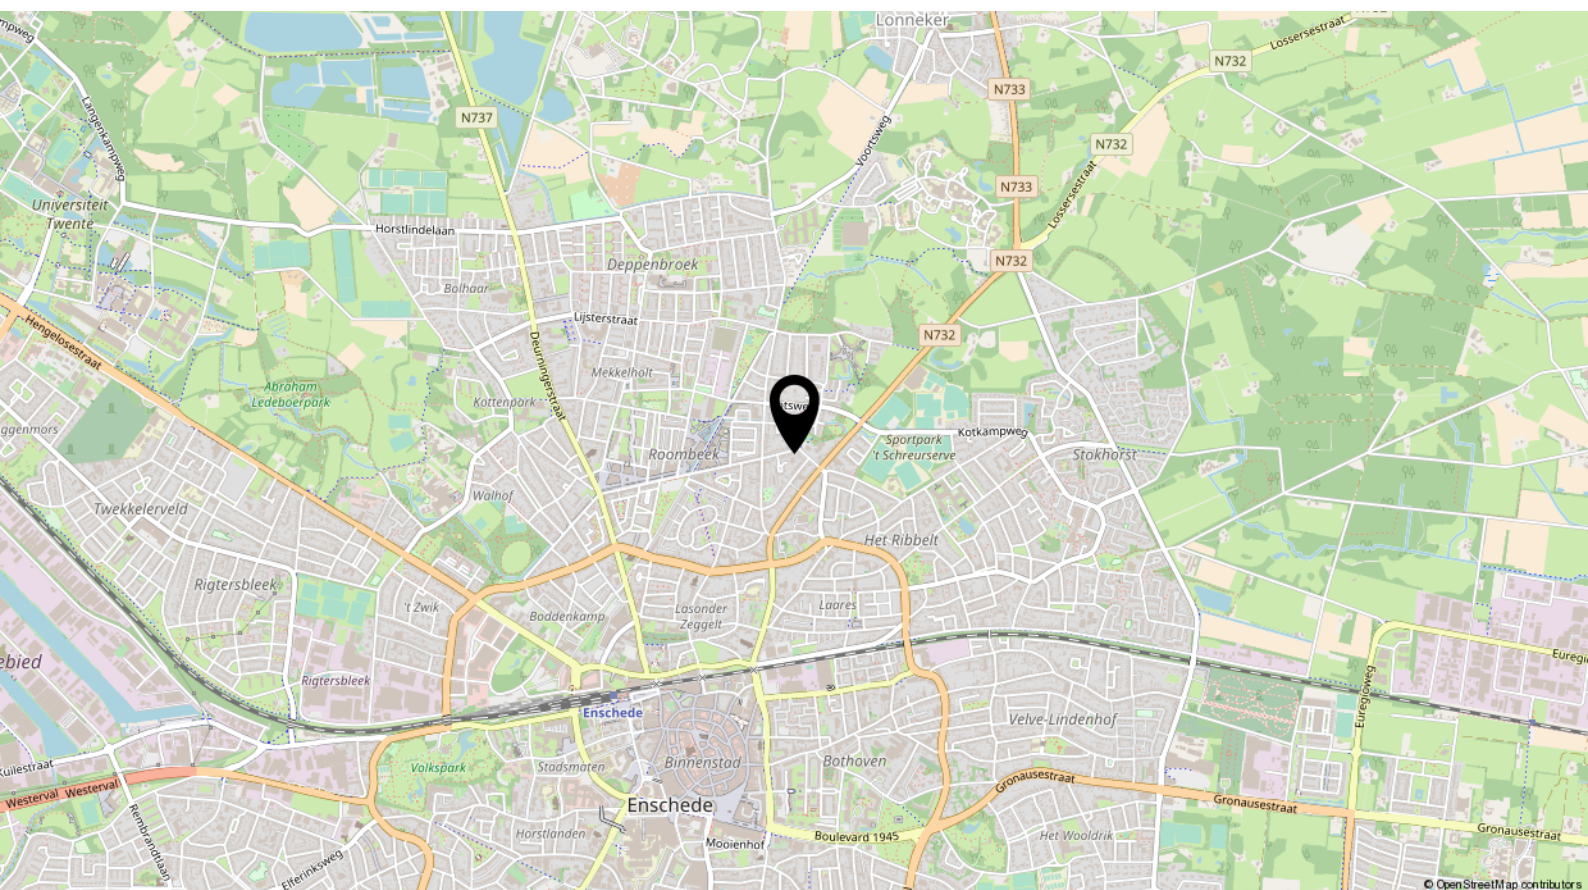 Lonneker
N732
Lossersestraat
N733
Langenkampweg
N737
Voortsweg
N732
N733
Lossersestraat
Universiteit
Twente
Horstlindelaan
N732
Deppenbroek
Bolhaar
Hengelosestraat
Lijsterstraat
N732
Deurningerstraat
Mekkelholt
Abraham
Ledeboerpark
Kottenpark
Kotkampweg
Sportpark
't Schreurserve
Roombeek
Stokhorst
Walhof
Twekkelerveld
Het Ribbelt
Rigtersbleek
't Zwik
Boddenkamp
Lasonder
Zeggelt
Laares
Euregioweg
Rigtersbleek
Enschede
Velve-Lindenhof
Binnenstad
Bothoven
Volkspark
Stadsmaten
Westerval
Westerval
Gronausestraat
Gronausestraat
Enschede
Rembrandtlaan
Horstlanden
Mooienhof
Boulevard 1945
Het Wooldrik
Gronausestraat
Elferinksweg
© OpenStreetMap contributors